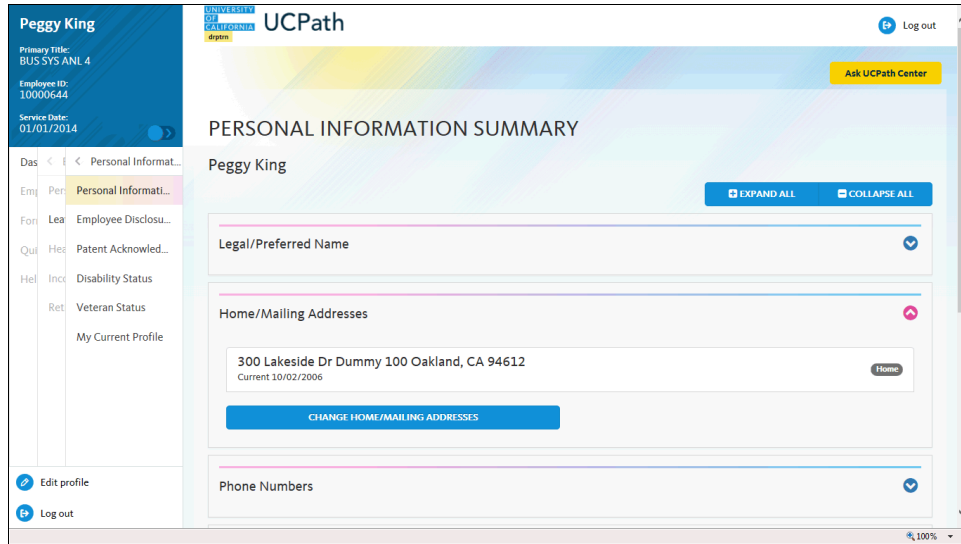 Peggy King
Primary Title:
BUS SYS ANL 4
Employee ID:
10000644
Service Date:
01/01/2014
UNIVERSITY
OF
CALIFORNIA
drptrn
UCPath
Log out
Ask UCPath Center
PERSONAL INFORMATION SUMMARY
Peggy King
EXPAND ALL
COLLAPSE ALL
Legal/Preferred Name
Home/Mailing Addresses
300 Lakeside Dr Dummy 100 Oakland, CA 94612
Current 10/02/2006
Home
CHANGE HOME/MAILING ADDRESSES
Phone Numbers
Das
Personal Informat...
Per Personal Informati...
For Lea Employee Disclosu...
Qui Hea Patent Acknowled...
Hel Inco Disability Status
Ret Veteran Status
My Current Profile
Edit profile
Log out
100%